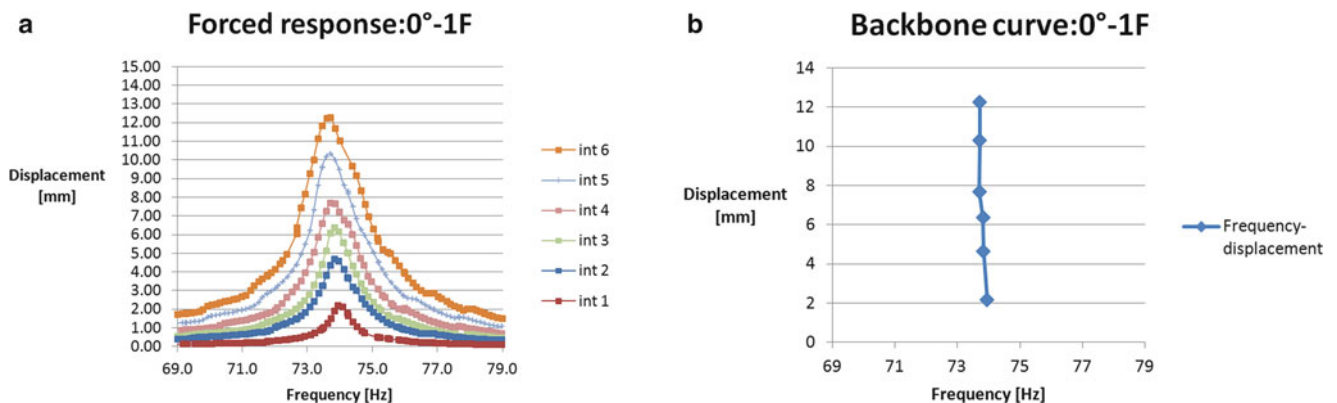 a
Forced response:0°-1F
15.00
14.00
13.00
12.00
11.00
10.00
9.00
8.00
7.00
6.00
5.00
4.00
3.00
2.00
1.00
0.00
Displacement
[mm]
69.0 71.0 73.0 75.0 77.0 79.0
Frequency [Hz]
int 6
int 5
int 4
int 3
int 2
int 1
b
Backbone curve:0°-1F
14
12
10
8
6
4
2
0
Displacement
[mm]
69 71 73 75 77 79
Frequency [Hz]
Frequency-
displacement